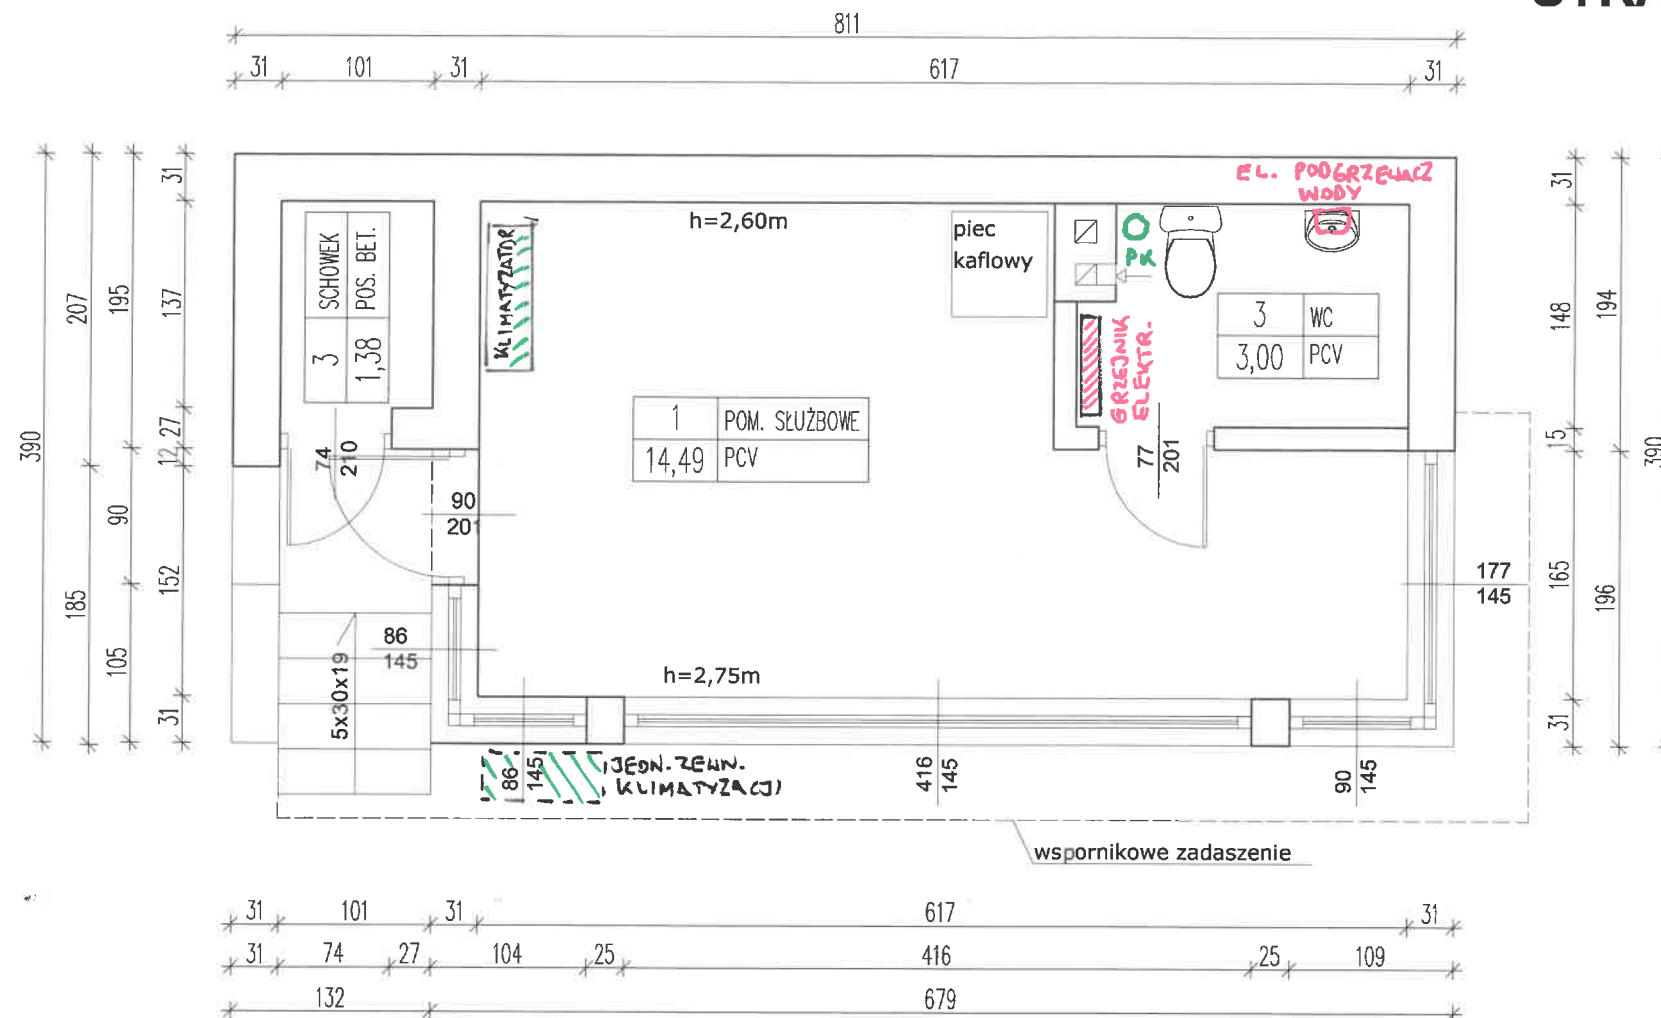 811
31 101 31 617 31
EL. PODGRZEWACZ
WODY
h=2,60m
piec
kaflowy
PK
KLIMATYZATOR
SCHOWEK
POS. BET.
3
1,38
GRZEJNIK
ELEKTR.
3 WC
3,00 PCV
1 POM. SŁUŻBOWE
14,49 PCV
74
210
90
201
77
201
86
145
177
145
5x30x19
h=2,75m
86
145
JEDN. ZEWN.
KLIMATYZACJI
416
145
90
145
wspornikowe zadaszenie
390
207 185
195 90 105
31 137 27 12 152 31
31 148 15 165 31
194 196
390
31 101 31 617 31
31 74 27 104 25 416 25 109
132 679